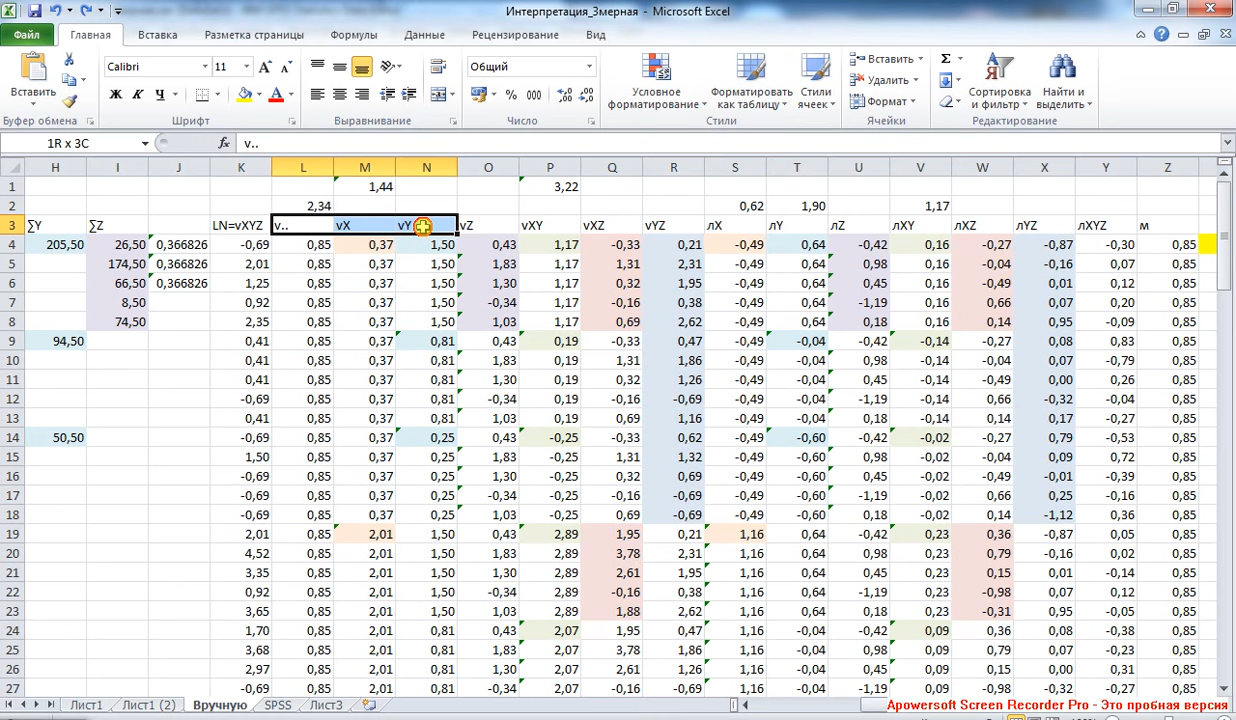 Интерпретация_3мерная - Microsoft Excel
Файл Главная Вставка Разметка страницы Формулы Данные Рецензирование Вид
Calibri 11 Общий
Вставить Ж К Ч % 000 Условное форматирование Форматировать как таблицу Стили ячеек Вставить Удалить Формат Сортировка и фильтр Найти и выделить
Буфер обмена Шрифт Выравнивание Число Стили Ячейки Редактирование
1R x 3C fx v..
H I J K L M N O P Q R S T U V W X Y Z
1 1,44 3,22
2 2,34 0,62 1,90 1,17
3 ∑Y ∑Z LN=vXYZ v.. vX vY vZ vXY vXZ vYZ лX лY лZ лXY лXZ лYZ лXYZ м
4 205,50 26,50 0,366826 -0,69 0,85 0,37 1,50 0,43 1,17 -0,33 0,21 -0,49 0,64 -0,42 0,16 -0,27 -0,87 -0,30 0,85
5 174,50 0,366826 2,01 0,85 0,37 1,50 1,83 1,17 1,31 2,31 -0,49 0,64 0,98 0,16 -0,04 -0,16 0,07 0,85
6 66,50 0,366826 1,25 0,85 0,37 1,50 1,30 1,17 0,32 1,95 -0,49 0,64 0,45 0,16 -0,49 0,01 0,12 0,85
7 8,50 0,92 0,85 0,37 1,50 -0,34 1,17 -0,16 0,38 -0,49 0,64 -1,19 0,16 0,66 0,07 0,20 0,85
8 74,50 2,35 0,85 0,37 1,50 1,03 1,17 0,69 2,62 -0,49 0,64 0,18 0,16 0,14 0,95 -0,09 0,85
9 94,50 0,41 0,85 0,37 0,81 0,43 0,19 -0,33 0,47 -0,49 -0,04 -0,42 -0,14 -0,27 0,08 0,83 0,85
10 0,41 0,85 0,37 0,81 1,83 0,19 1,31 1,86 -0,49 -0,04 0,98 -0,14 -0,04 0,07 -0,79 0,85
11 0,41 0,85 0,37 0,81 1,30 0,19 0,32 1,26 -0,49 -0,04 0,45 -0,14 -0,49 0,00 0,26 0,85
12 -0,69 0,85 0,37 0,81 -0,34 0,19 -0,16 -0,69 -0,49 -0,04 -1,19 -0,14 0,66 -0,32 -0,04 0,85
13 0,41 0,85 0,37 0,81 1,03 0,19 0,69 1,16 -0,49 -0,04 0,18 -0,14 0,14 0,17 -0,27 0,85
14 50,50 -0,69 0,85 0,37 0,25 0,43 -0,25 -0,33 0,62 -0,49 -0,60 -0,42 -0,02 -0,27 0,79 -0,53 0,85
15 1,50 0,85 0,37 0,25 1,83 -0,25 1,31 1,32 -0,49 -0,60 0,98 -0,02 -0,04 0,09 0,72 0,85
16 -0,69 0,85 0,37 0,25 1,30 -0,25 0,32 0,69 -0,49 -0,60 0,45 -0,02 -0,49 -0,01 -0,39 0,85
17 -0,69 0,85 0,37 0,25 -0,34 -0,25 -0,16 -0,69 -0,49 -0,60 -1,19 -0,02 0,66 0,25 -0,16 0,85
18 -0,69 0,85 0,37 0,25 1,03 -0,25 0,69 -0,69 -0,49 -0,60 0,18 -0,02 0,14 -1,12 0,36 0,85
19 2,01 0,85 2,01 1,50 0,43 2,89 1,95 0,21 1,16 0,64 -0,42 0,23 0,36 -0,87 0,05 0,85
20 4,52 0,85 2,01 1,50 1,83 2,89 3,78 2,31 1,16 0,64 0,98 0,23 0,79 -0,16 0,02 0,85
21 3,35 0,85 2,01 1,50 1,30 2,89 2,61 1,95 1,16 0,64 0,45 0,23 0,15 0,01 -0,14 0,85
22 0,92 0,85 2,01 1,50 -0,34 2,89 -0,16 0,38 1,16 0,64 -1,19 0,23 -0,98 0,07 0,12 0,85
23 3,65 0,85 2,01 1,50 1,03 2,89 1,88 2,62 1,16 0,64 0,18 0,23 -0,31 0,95 -0,05 0,85
24 1,70 0,85 2,01 0,81 0,43 2,07 1,95 0,47 1,16 -0,04 -0,42 0,09 0,36 0,08 -0,38 0,85
25 3,68 0,85 2,01 0,81 1,83 2,07 3,78 1,86 1,16 -0,04 0,98 0,09 0,79 0,07 -0,23 0,85
26 2,97 0,85 2,01 0,81 1,30 2,07 2,61 1,26 1,16 -0,04 0,45 0,09 0,15 0,00 0,31 0,85
27 -0,69 0,85 2,01 0,81 -0,34 2,07 -0,16 -0,69 1,16 -0,04 -1,19 0,09 -0,98 -0,32 -0,27 0,85
Лист1 Лист1 (2) Вручную SPSS Лист3
Apowersoft Screen Recorder Pro - Это пробная версия